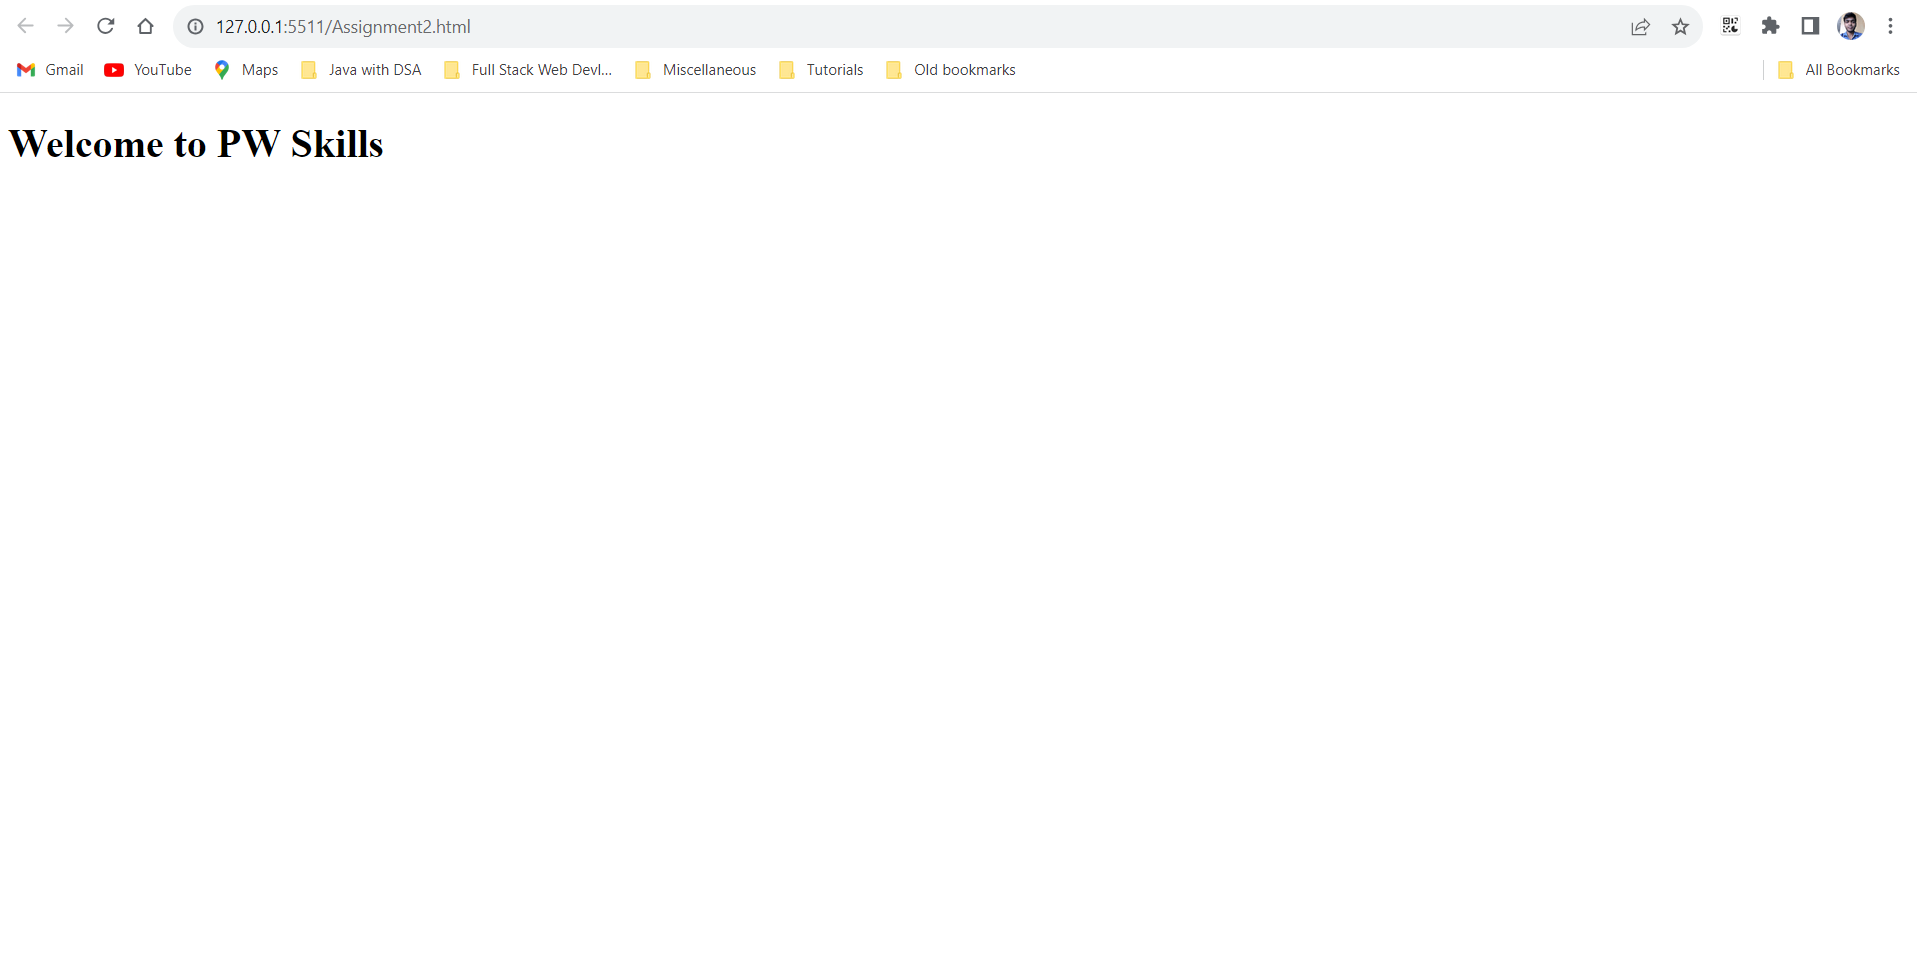 127.0.0.1:5511/Assignment2.html
Gmail YouTube Maps Java with DSA Full Stack Web Devl... Miscellaneous Tutorials Old bookmarks All Bookmarks
Welcome to PW Skills